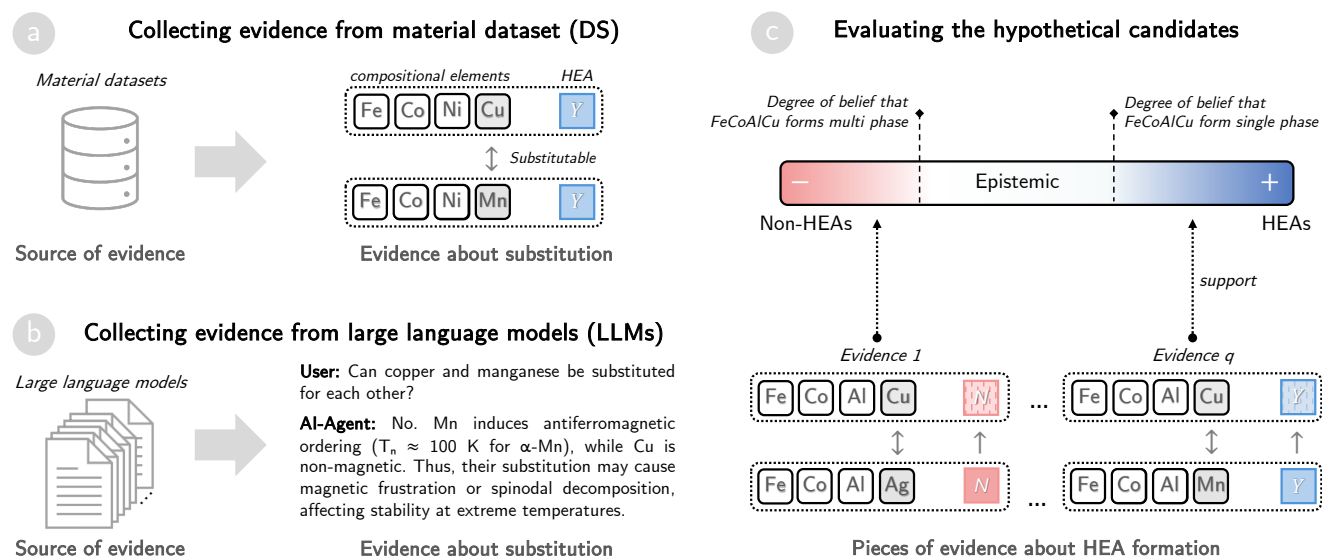 a
Collecting evidence from material dataset (DS)
Material datasets
compositional elements
HEA
Fe Co Ni Cu Y
Substitutable
Fe Co Ni Mn Y
Source of evidence
Evidence about substitution
b
Collecting evidence from large language models (LLMs)
Large language models
User: Can copper and manganese be substituted
for each other?
AI-Agent: No. Mn induces antiferromagnetic
ordering (Tₙ ≈ 100 K for α-Mn), while Cu is
non-magnetic. Thus, their substitution may cause
magnetic frustration or spinodal decomposition,
affecting stability at extreme temperatures.
Source of evidence
Evidence about substitution
c
Evaluating the hypothetical candidates
Degree of belief that
FeCoAlCu forms multi phase
Degree of belief that
FeCoAlCu form single phase
− Epistemic +
Non-HEAs
HEAs
support
Evidence 1
Evidence q
Fe Co Al Cu N ... Fe Co Al Cu Y
Fe Co Al Ag N ... Fe Co Al Mn Y
Pieces of evidence about HEA formation